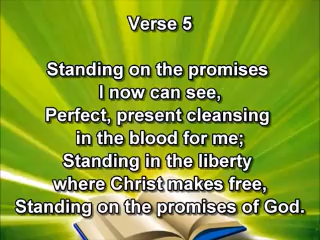 Verse 5
Standing on the promises
I now can see,
Perfect, present cleansing
in the blood for me;
Standing in the liberty
where Christ makes free,
Standing on the promises of God.